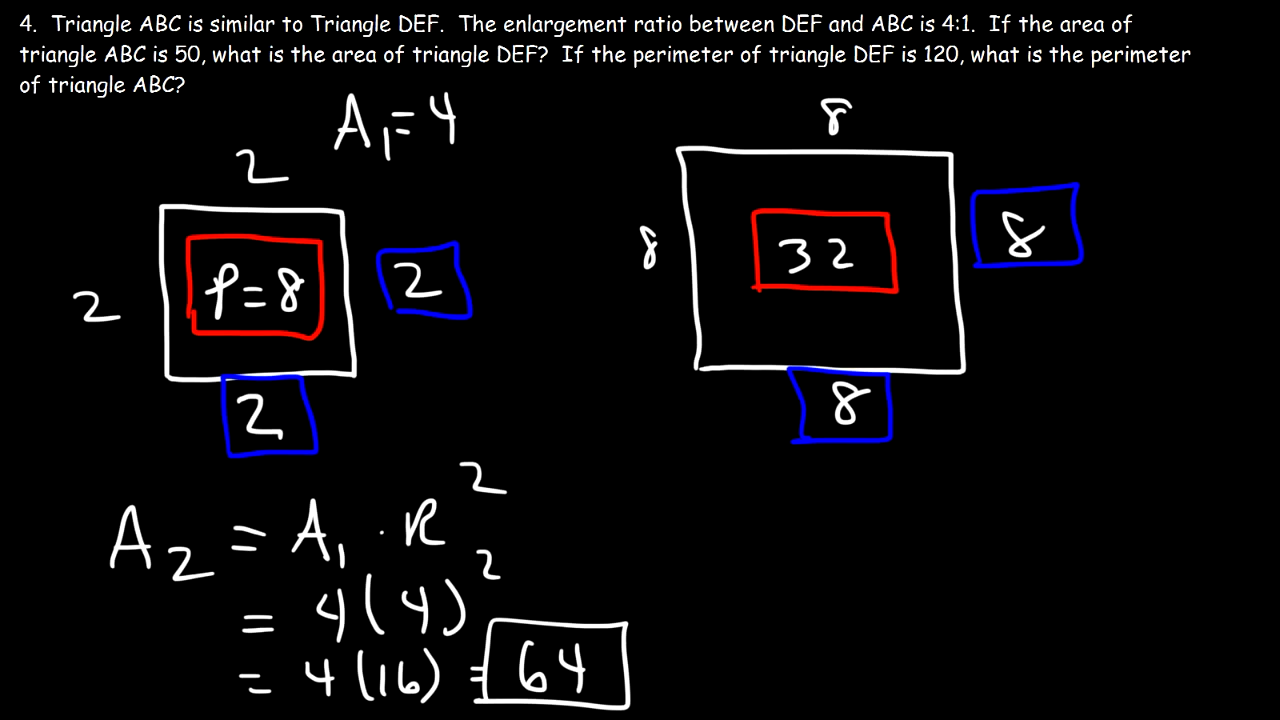 4. Triangle ABC is similar to Triangle DEF. The enlargement ratio between DEF and ABC is 4:1. If the area of
triangle ABC is 50, what is the area of triangle DEF? If the perimeter of triangle DEF is 120, what is the perimeter
of triangle ABC?
A₁=4
2
8
2
P=8
2
8
32
8
2
8
A₂ = A₁ · R²
= 4(4)²
= 4(16) = 64